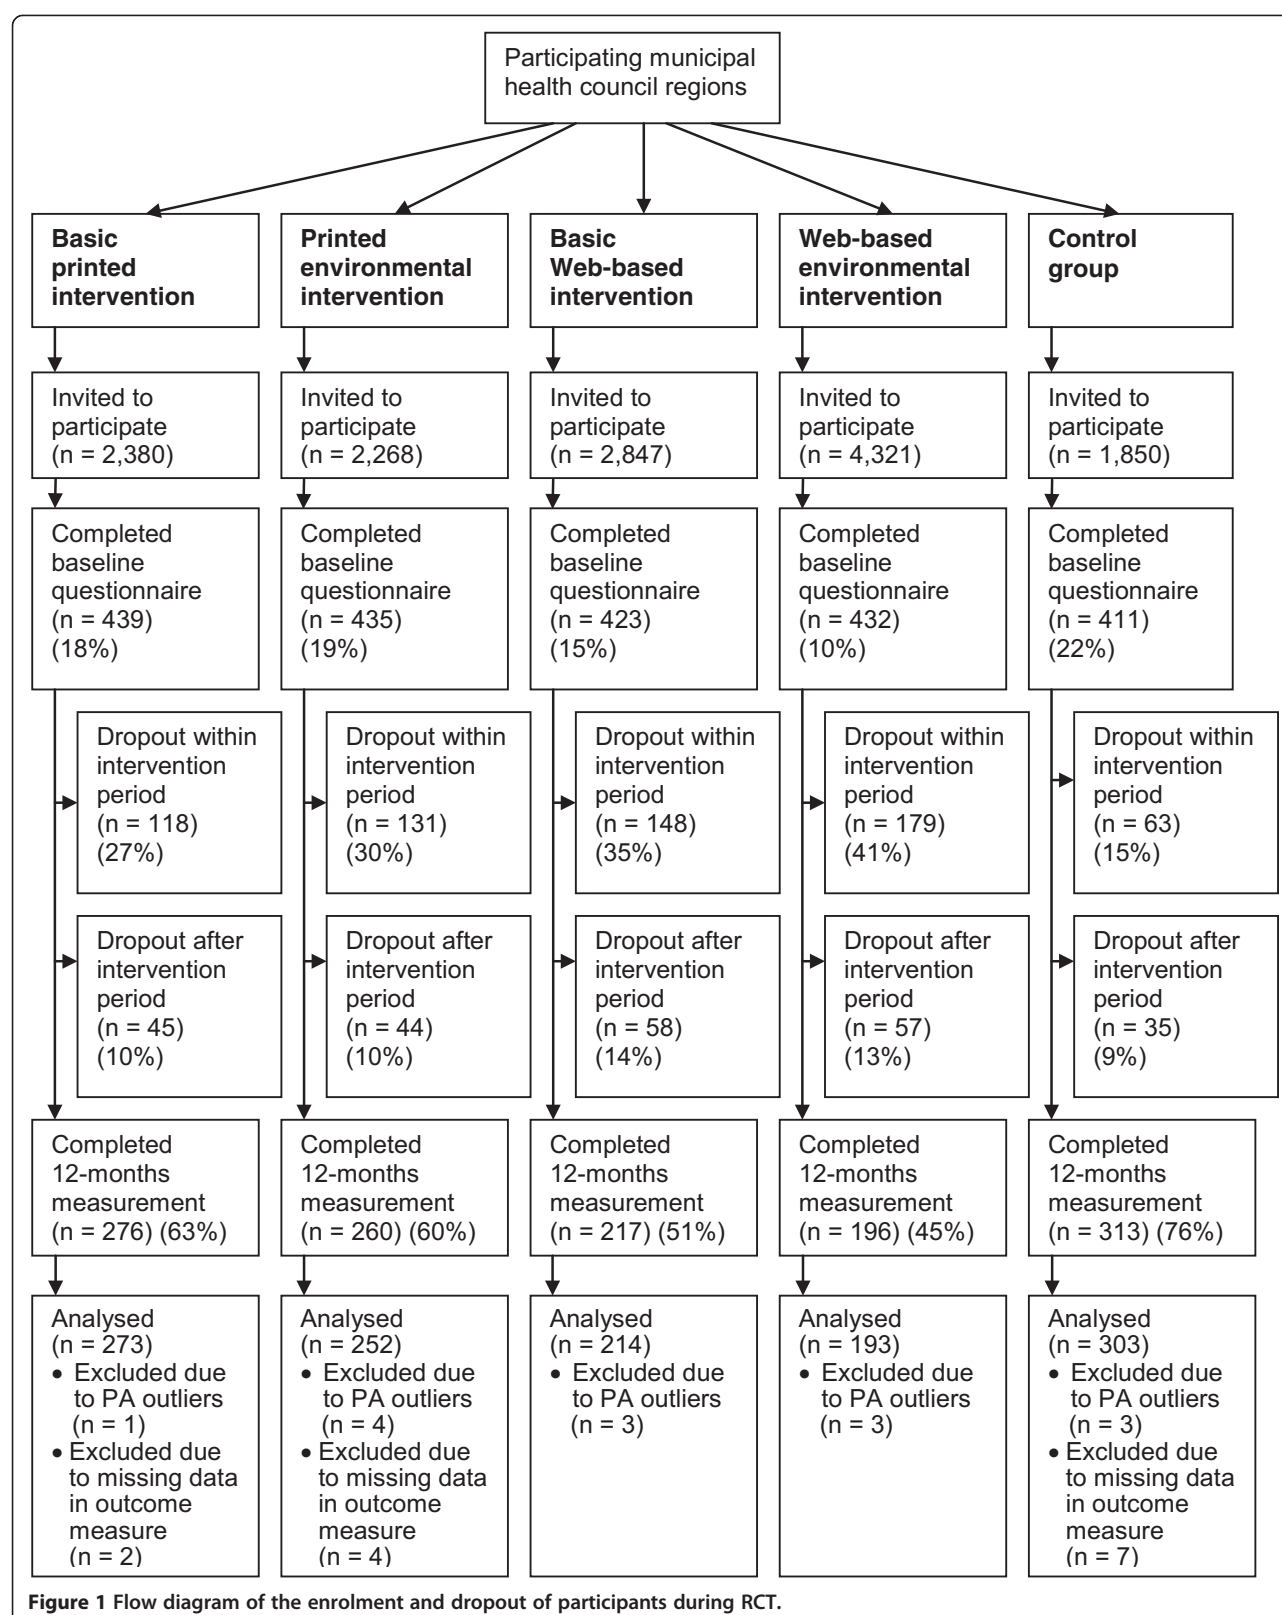 Participating municipal
health council regions
Basic
printed
intervention
Printed
environmental
intervention
Basic
Web-based
intervention
Web-based
environmental
intervention
Control
group
Invited to
participate
(n = 2,380)
Invited to
participate
(n = 2,268)
Invited to
participate
(n = 2,847)
Invited to
participate
(n = 4,321)
Invited to
participate
(n = 1,850)
Completed
baseline
questionnaire
(n = 439)
(18%)
Completed
baseline
questionnaire
(n = 435)
(19%)
Completed
baseline
questionnaire
(n = 423)
(15%)
Completed
baseline
questionnaire
(n = 432)
(10%)
Completed
baseline
questionnaire
(n = 411)
(22%)
Dropout within
intervention
period
(n = 118)
(27%)
Dropout within
intervention
period
(n = 131)
(30%)
Dropout within
intervention
period
(n = 148)
(35%)
Dropout within
intervention
period
(n = 179)
(41%)
Dropout within
intervention
period
(n = 63)
(15%)
Dropout after
intervention
period
(n = 45)
(10%)
Dropout after
intervention
period
(n = 44)
(10%)
Dropout after
intervention
period
(n = 58)
(14%)
Dropout after
intervention
period
(n = 57)
(13%)
Dropout after
intervention
period
(n = 35)
(9%)
Completed
12-months
measurement
(n = 276) (63%)
Completed
12-months
measurement
(n = 260) (60%)
Completed
12-months
measurement
(n = 217) (51%)
Completed
12-months
measurement
(n = 196) (45%)
Completed
12-months
measurement
(n = 313) (76%)
Analysed
(n = 273)
• Excluded due
to PA outliers
(n = 1)
• Excluded due
to missing data
in outcome
measure
(n = 2)
Analysed
(n = 252)
• Excluded due
to PA outliers
(n = 4)
• Excluded due
to missing data
in outcome
measure
(n = 4)
Analysed
(n = 214)
• Excluded due
to PA outliers
(n = 3)
Analysed
(n = 193)
• Excluded due
to PA outliers
(n = 3)
Analysed
(n = 303)
• Excluded due
to PA outliers
(n = 3)
• Excluded due
to missing data
in outcome
measure
(n = 7)
Figure 1 Flow diagram of the enrolment and dropout of participants during RCT.